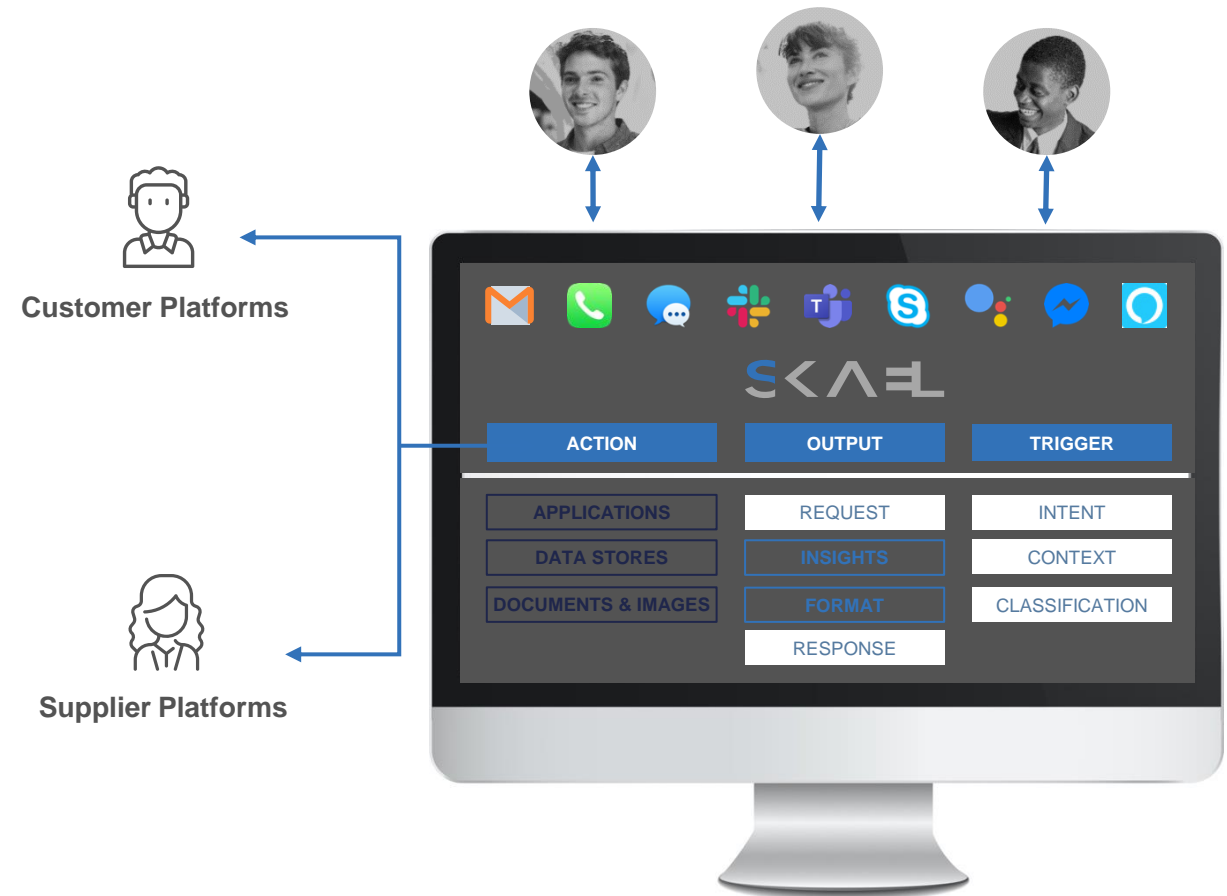 Customer Platforms
T
S
SKAEL
ACTION
OUTPUT
TRIGGER
APPLICATIONS
REQUEST
INTENT
DATA STORES
INSIGHTS
CONTEXT
DOCUMENTS & IMAGES
FORMAT
CLASSIFICATION
RESPONSE
Supplier Platforms